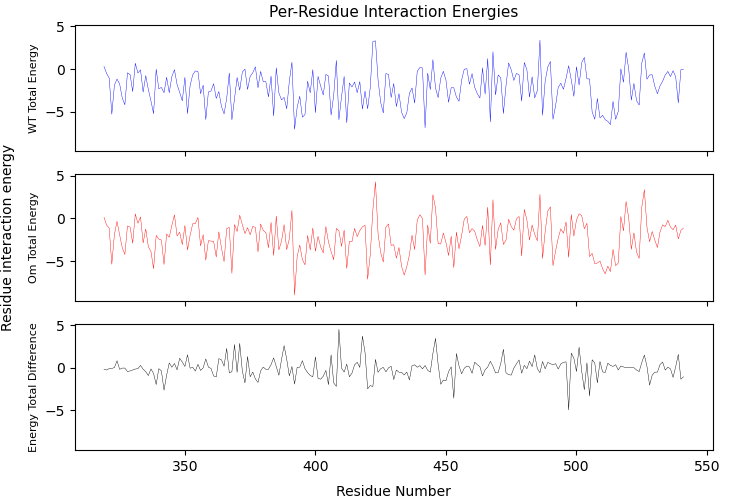 Per-Residue Interaction Energies
Residue interaction energy
WT Total Energy
5
0
−5
Om Total Energy
5
0
−5
Energy Total Difference
5
0
−5
350
400
450
500
550
Residue Number